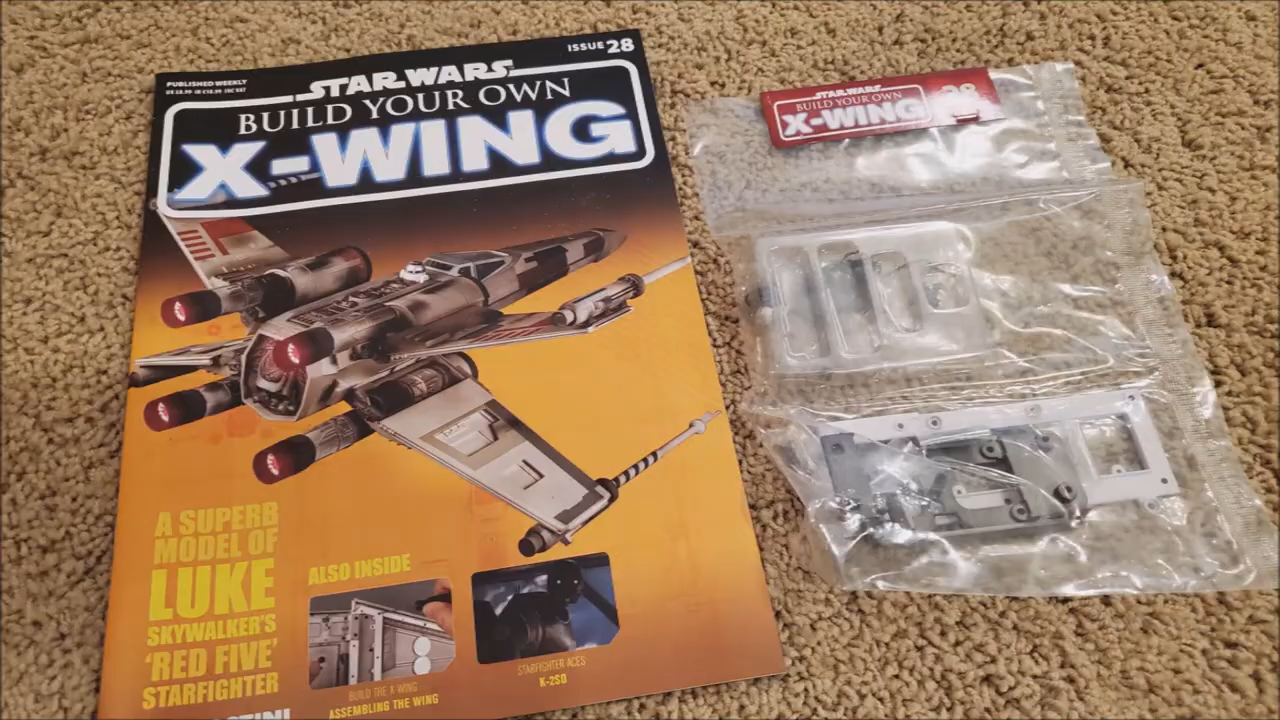 ISSUE 28
PUBLISHED WEEKLY
STAR WARS
BUILD YOUR OWN
X-WING
A SUPERB
MODEL OF
LUKE
SKYWALKER'S
'RED FIVE'
STARFIGHTER
ALSO INSIDE
BUILD THE X-WING
ASSEMBLING THE WING
STARFIGHTER ACES
K-2SO
STAR WARS
BUILD YOUR OWN
X-WING
28